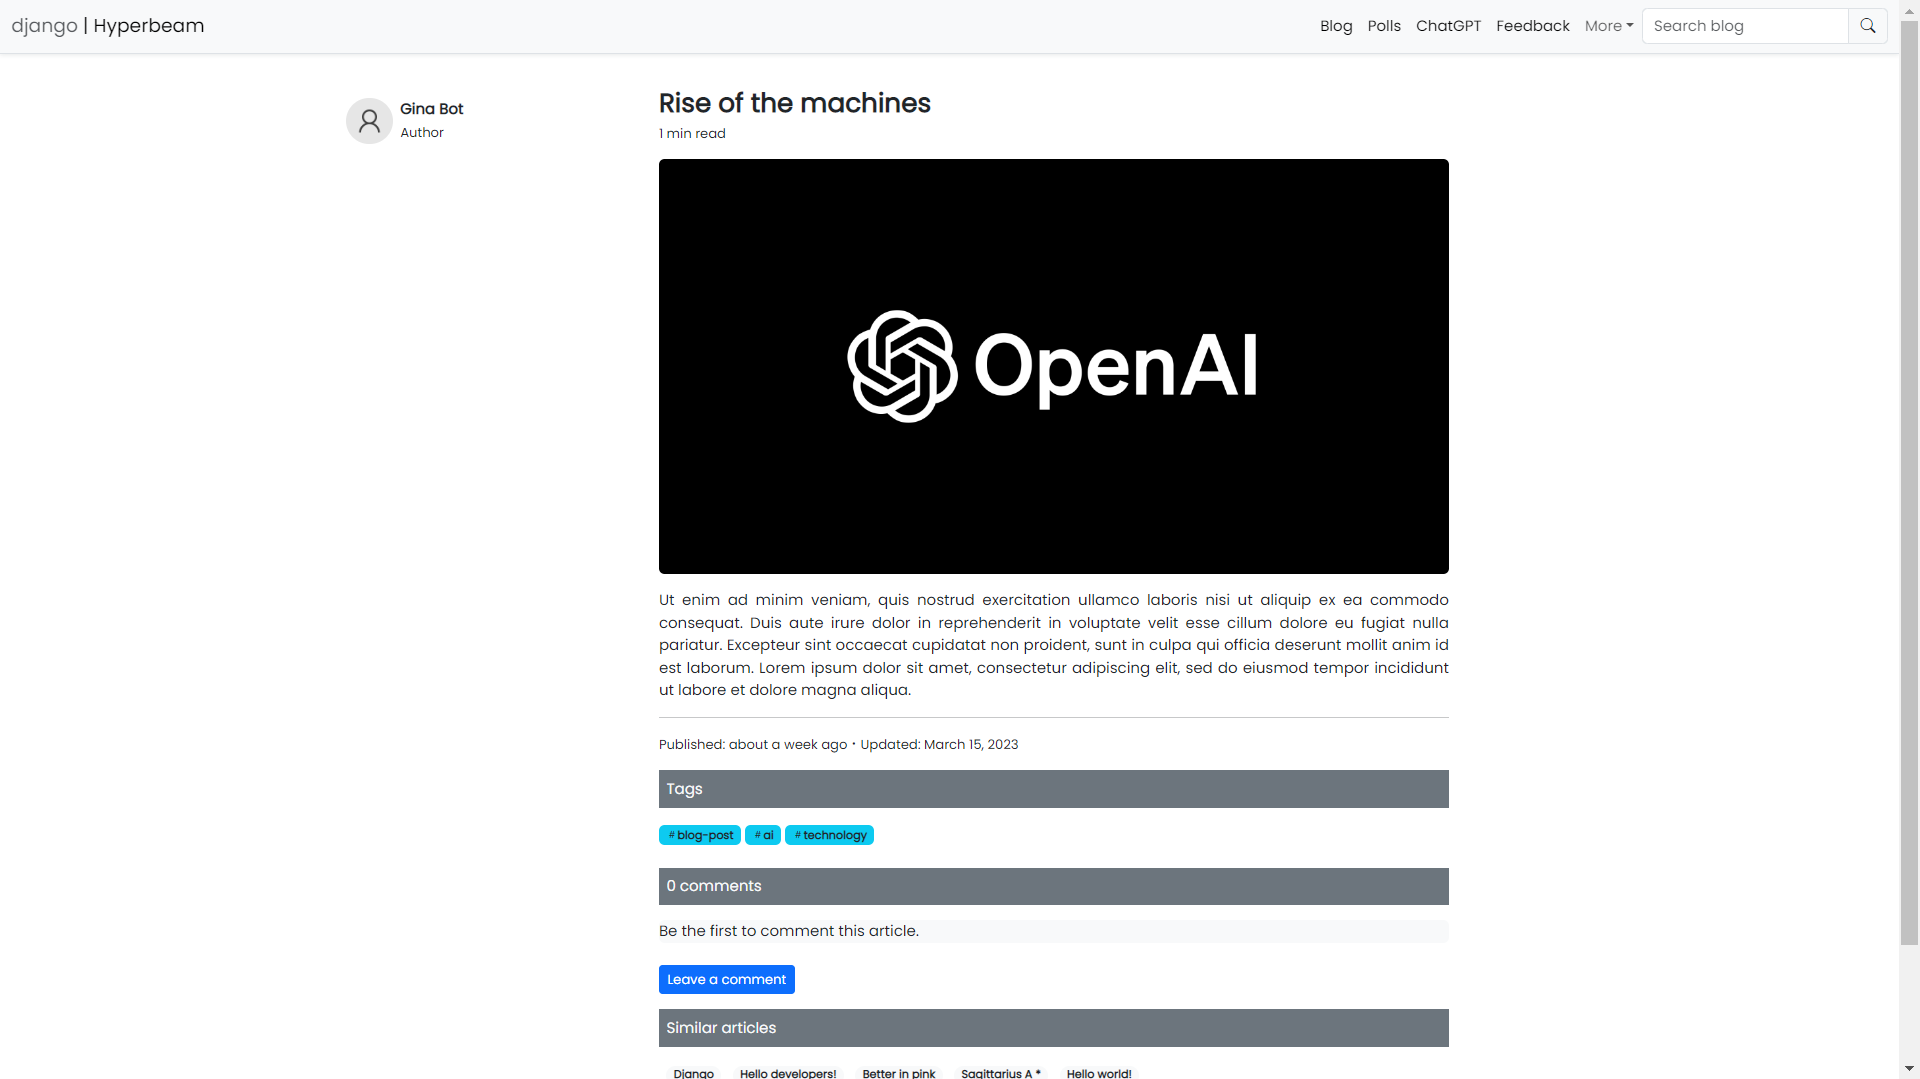 django | Hyperbeam
Blog Polls ChatGPT Feedback More Search blog
Gina Bot
Author
Rise of the machines
1 min read
OpenAI
Ut enim ad minim veniam, quis nostrud exercitation ullamco laboris nisi ut aliquip ex ea commodo
consequat. Duis aute irure dolor in reprehenderit in voluptate velit esse cillum dolore eu fugiat nulla
pariatur. Excepteur sint occaecat cupidatat non proident, sunt in culpa qui officia deserunt mollit anim id
est laborum. Lorem ipsum dolor sit amet, consectetur adipiscing elit, sed do eiusmod tempor incididunt
ut labore et dolore magna aliqua.
Published: about a week ago · Updated: March 15, 2023
Tags
#blog-post #ai #technology
0 comments
Be the first to comment this article.
Leave a comment
Similar articles
Django Hello developers! Better in pink Sagittarius A * Hello world!